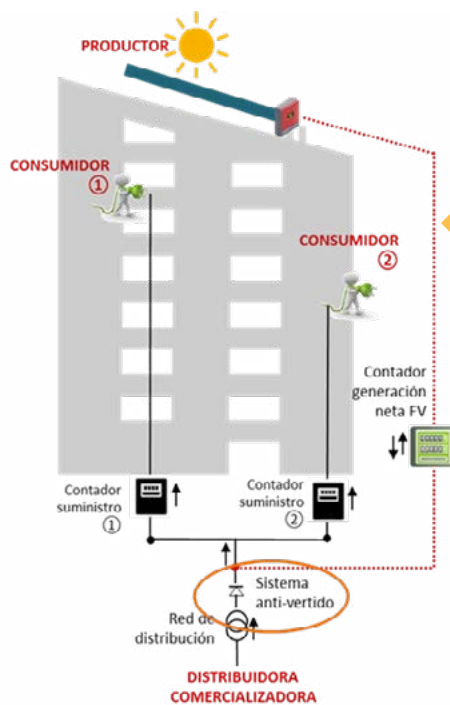 PRODUCTOR
CONSUMIDOR
①
CONSUMIDOR
②
Contador
generación
neta FV
Contador
suministro
①
Contador
suministro
②
Sistema
anti-vertido
Red de
distribución
DISTRIBUIDORA
COMERCIALIZADORA